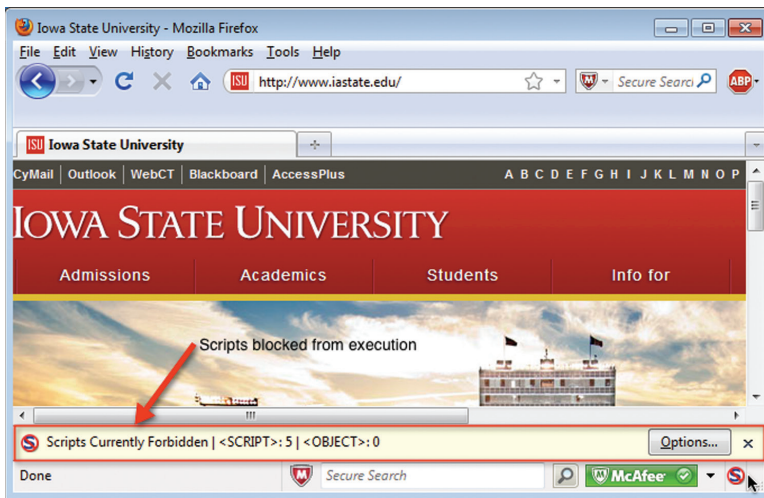 Iowa State University - Mozilla Firefox
File Edit View History Bookmarks Tools Help
ISU http://www.iastate.edu/ Secure Searcl ABP
ISU Iowa State University
CyMail | Outlook | WebCT | Blackboard | AccessPlus A B C D E F G H I J K L M N O P
IOWA STATE UNIVERSITY
Admissions Academics Students Info for
Scripts blocked from execution
S Scripts Currently Forbidden | <SCRIPT>: 5 | <OBJECT>: 0 Options...
Done Secure Search McAfee S